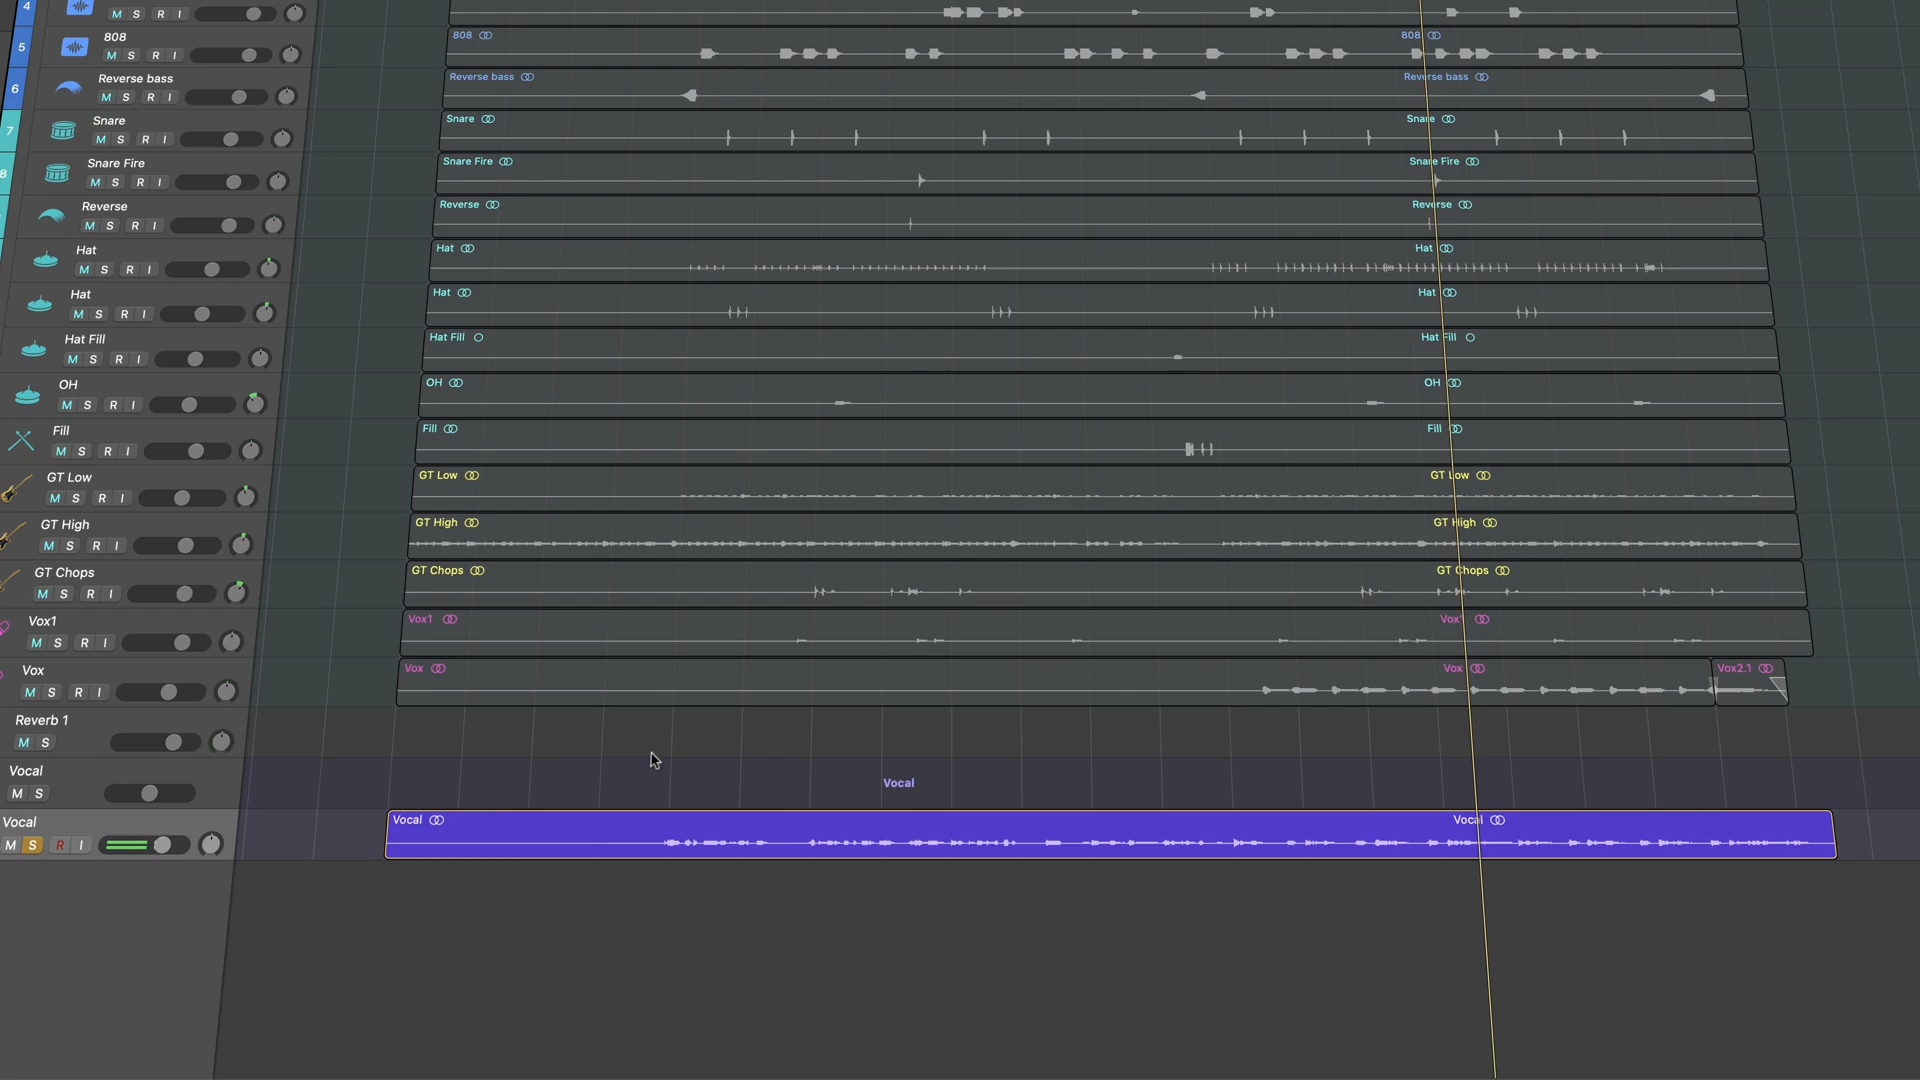 4 M S R I
5 808 M S R I 808 808
6 Reverse bass M S R I Reverse bass Reverse bass
7 Snare M S R I Snare Snare
8 Snare Fire M S R I Snare Fire Snare Fire
Reverse M S R I Reverse Reverse
Hat M S R I Hat Hat
Hat M S R I Hat Hat
Hat Fill M S R I Hat Fill Hat Fill
OH M S R I OH OH
Fill M S R I Fill Fill
GT Low M S R I GT Low GT Low
GT High M S R I GT High GT High
GT Chops M S R I GT Chops GT Chops
Vox1 M S R I Vox1 Vox1
Vox M S R I Vox Vox Vox2.1
Reverb 1 M S
Vocal M S Vocal
Vocal M S R I Vocal Vocal